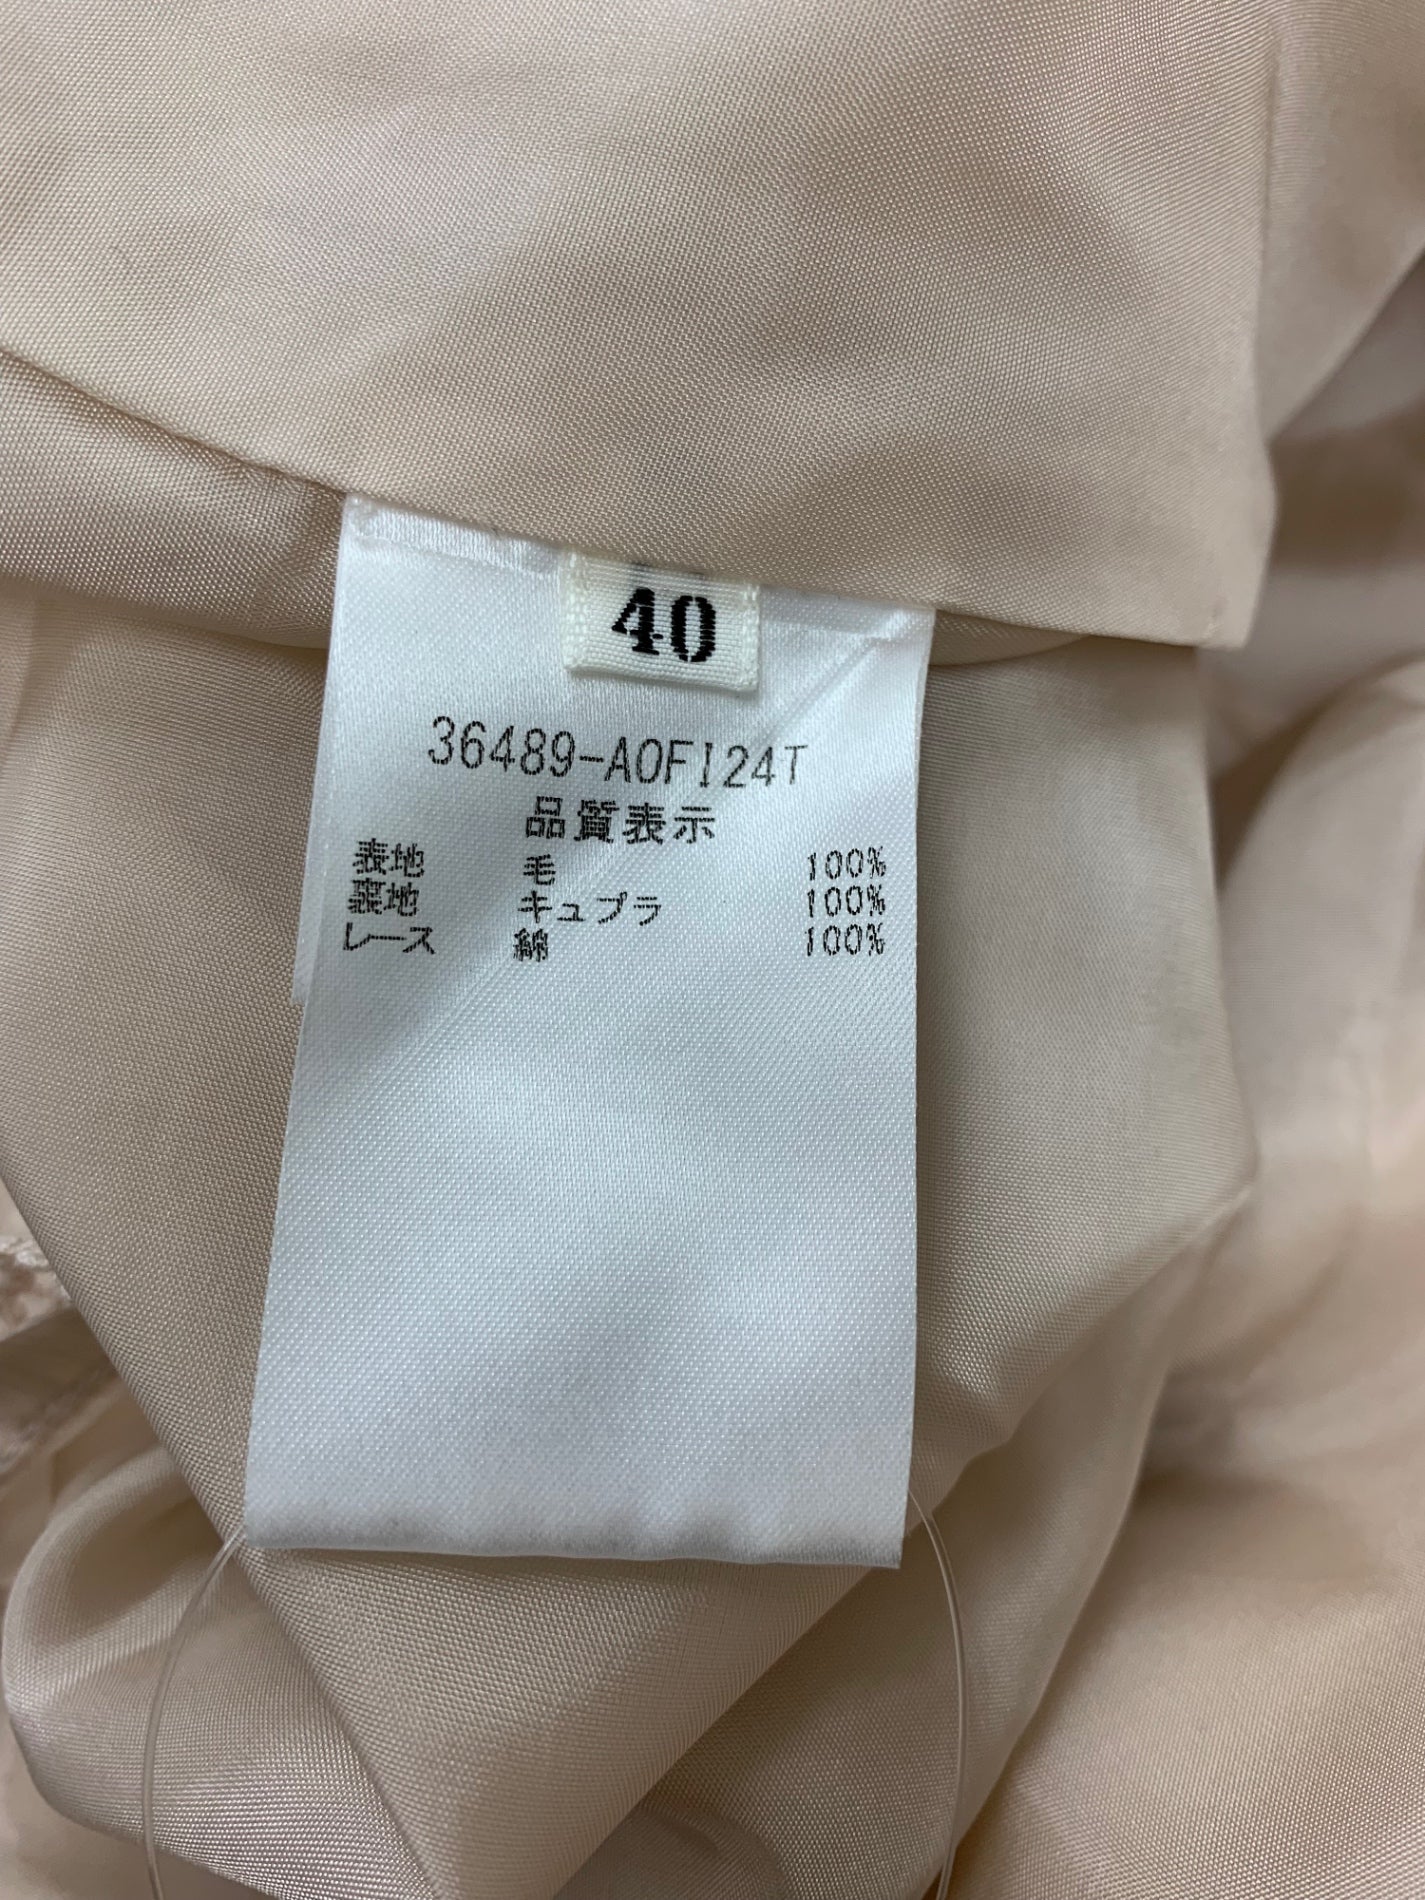 40
36489-AOFI24T
品質表示
表地 毛 100%
裏地 キュプラ 100%
レース 綿 100%